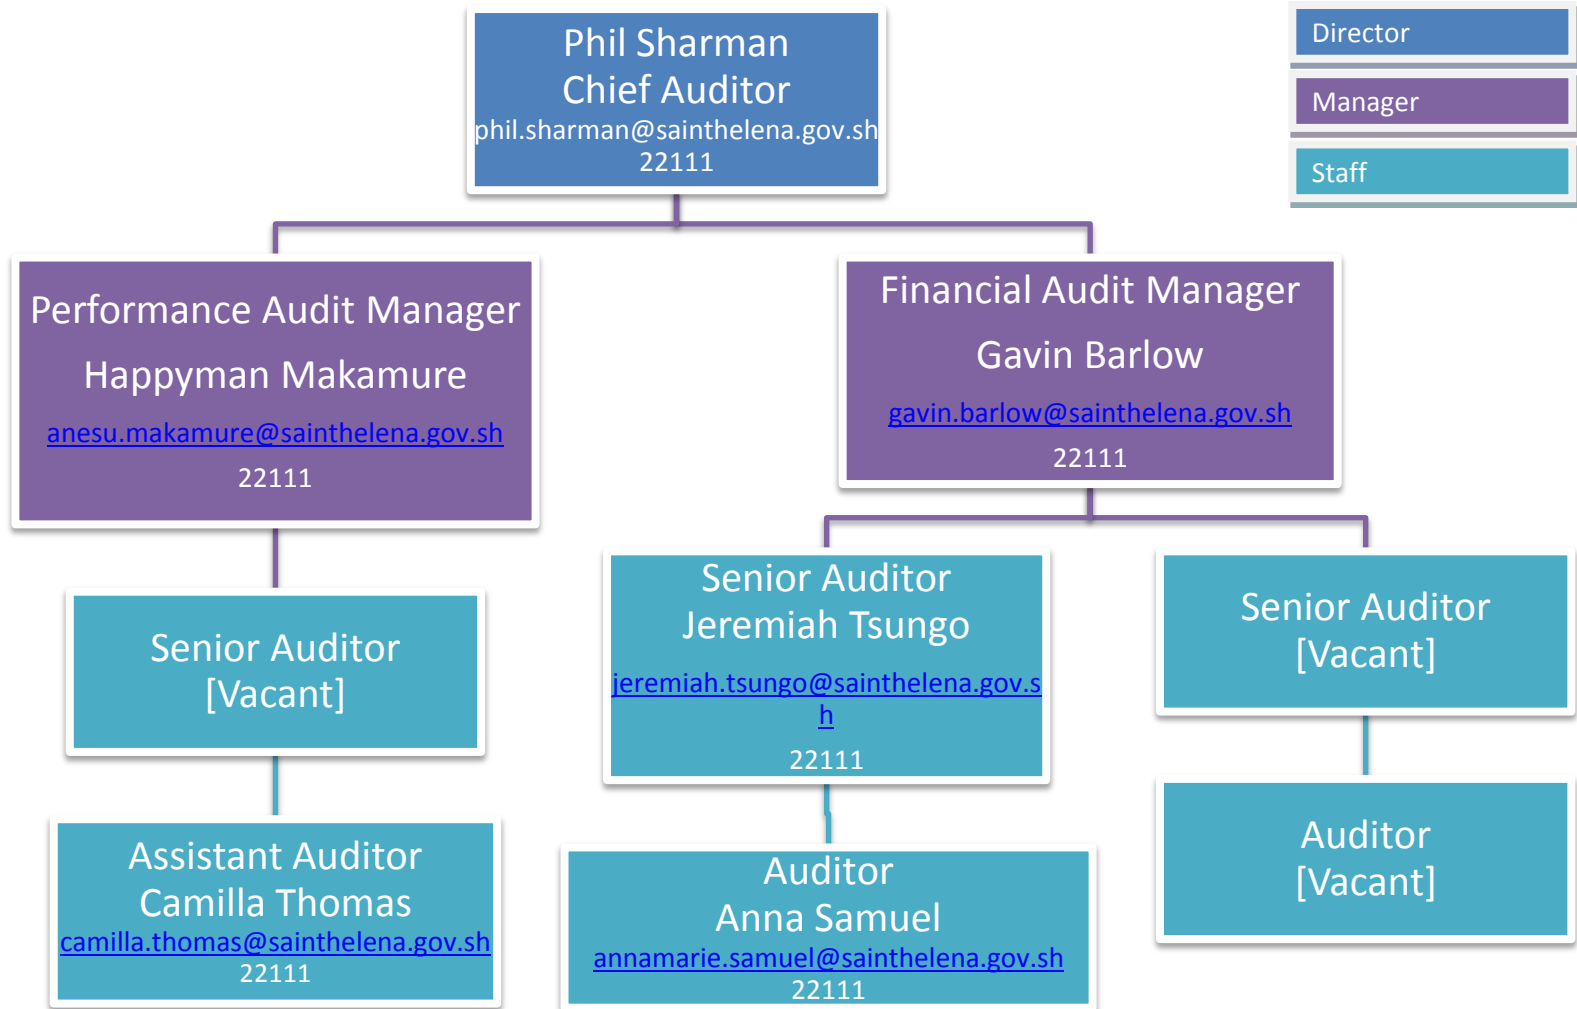 Phil Sharman
Chief Auditor
phil.sharman@sainthelena.gov.sh
22111
Director
Manager
Staff
Performance Audit Manager
Happyman Makamure
anesu.makamure@sainthelena.gov.sh
22111
Financial Audit Manager
Gavin Barlow
gavin.barlow@sainthelena.gov.sh
22111
Senior Auditor
[Vacant]
Senior Auditor
Jeremiah Tsungo
jeremiah.tsungo@sainthelena.gov.s
h
22111
Senior Auditor
[Vacant]
Assistant Auditor
Camilla Thomas
camilla.thomas@sainthelena.gov.sh
22111
Auditor
Anna Samuel
annamarie.samuel@sainthelena.gov.sh
22111
Auditor
[Vacant]